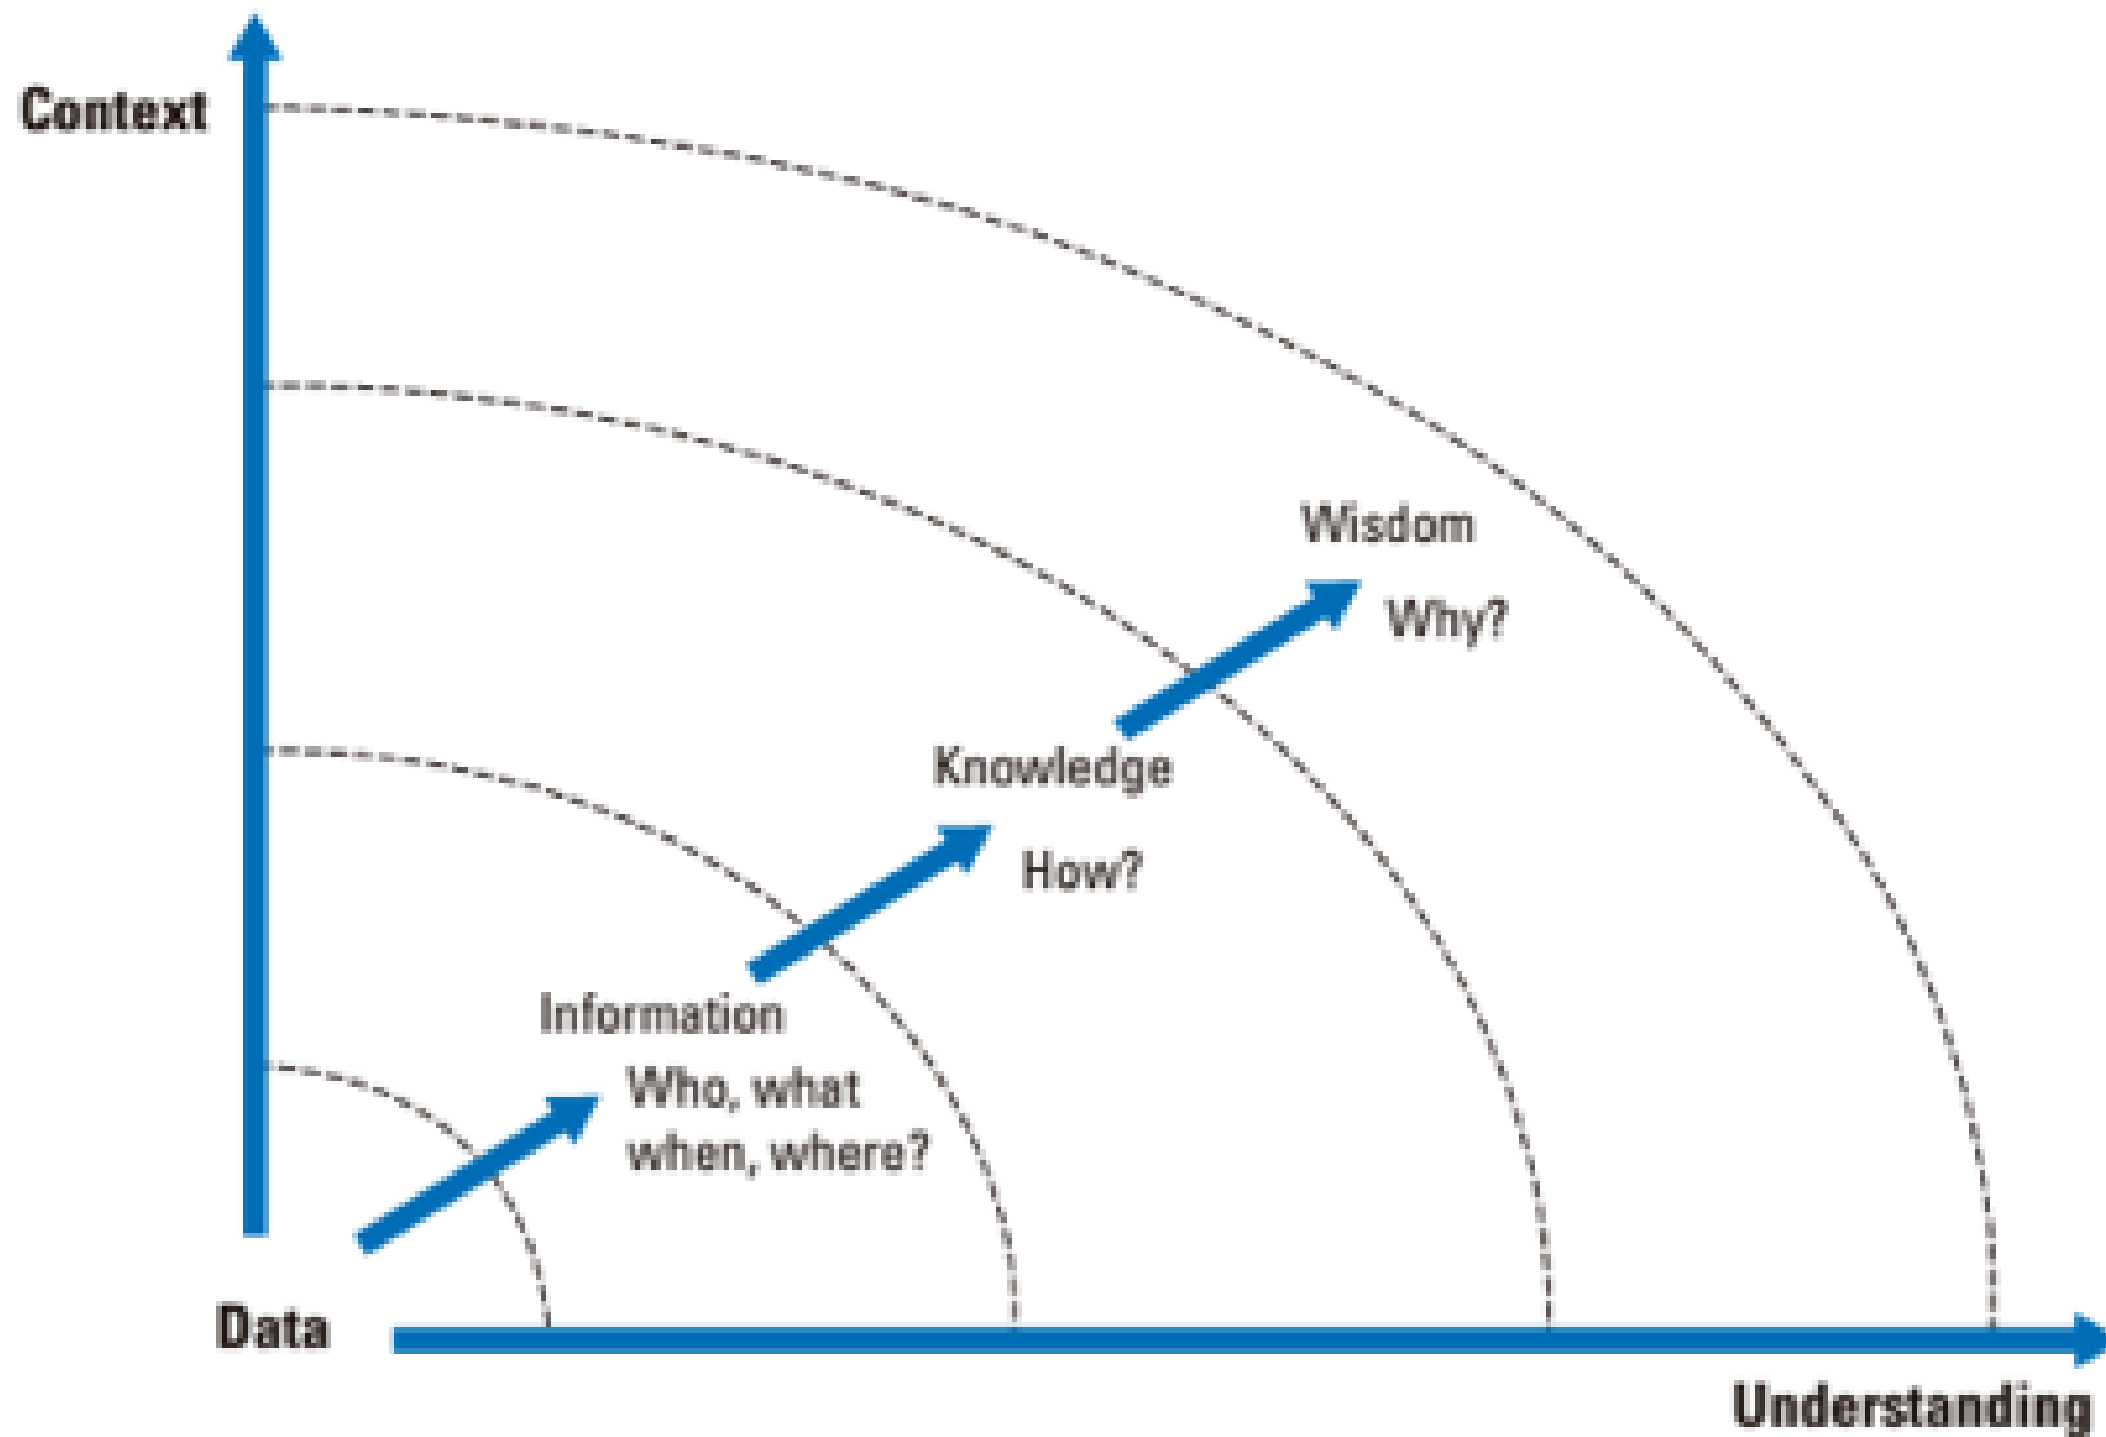 Context
Wisdom
Why?
Knowledge
How?
Information
Who, what
when, where?
Data
Understanding